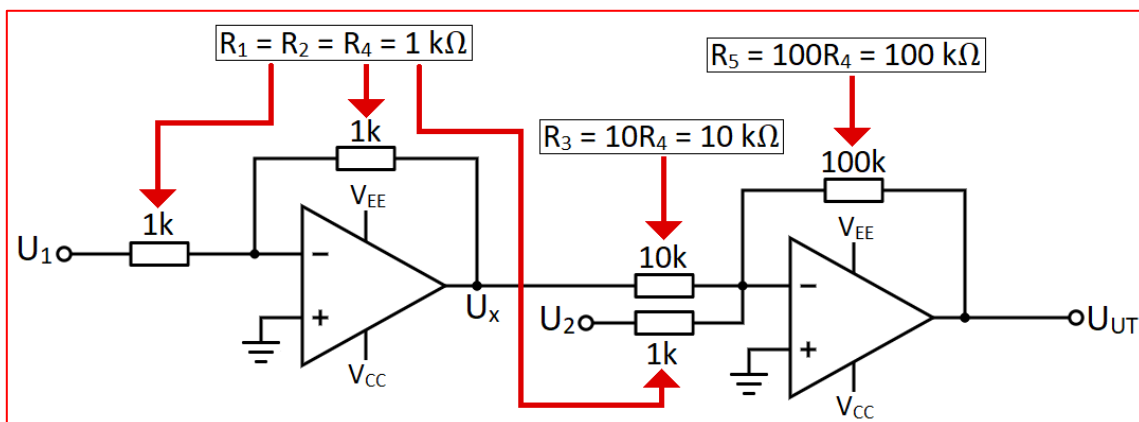 R₁ = R₂ = R₄ = 1 kΩ
R₅ = 100R₄ = 100 kΩ
R₃ = 10R₄ = 10 kΩ
1k
100k
1k
V_EE
10k
V_EE
U₁
−
+
V_CC
Uₓ
U₂
1k
−
+
V_CC
U_UT